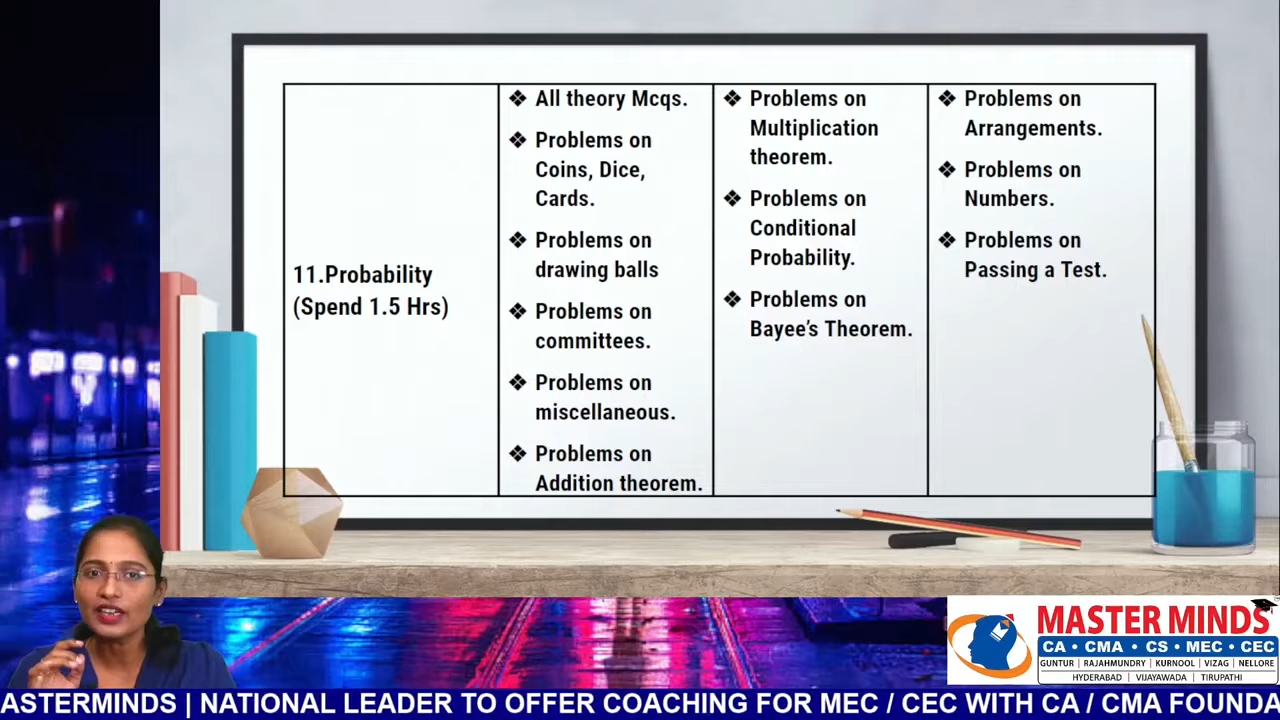 11.Probability
(Spend 1.5 Hrs)
❖ All theory Mcqs.
❖ Problems on
Coins, Dice,
Cards.
❖ Problems on
drawing balls
❖ Problems on
committees.
❖ Problems on
miscellaneous.
❖ Problems on
Addition theorem.
❖ Problems on
Multiplication
theorem.
❖ Problems on
Conditional
Probability.
❖ Problems on
Bayee's Theorem.
❖ Problems on
Arrangements.
❖ Problems on
Numbers.
❖ Problems on
Passing a Test.
MASTER MINDS
CA • CMA • CS • MEC • CEC
GUNTUR | RAJAHMUNDRY | KURNOOL | VIZAG | NELLORE
HYDERABAD | VIJAYAWADA | TIRUPATHI
ASTERMINDS | NATIONAL LEADER TO OFFER COACHING FOR MEC / CEC WITH CA / CMA FOUNDA